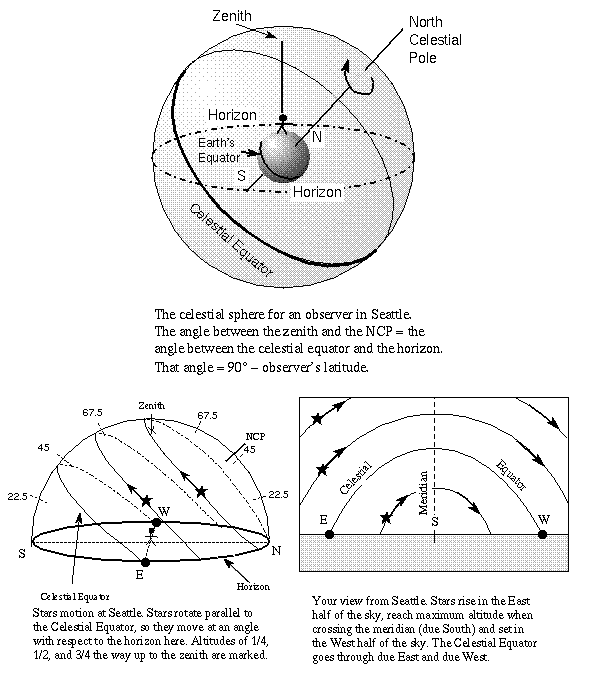 Zenith
North
Celestial
Pole
Horizon
N
Earth's
Equator
S
Horizon
Celestial Equator
The celestial sphere for an observer in Seattle.
The angle between the zenith and the NCP = the
angle between the celestial equator and the horizon.
That angle = 90° – observer's latitude.
67.5
Zenith
67.5
NCP
45
45
22.5
22.5
W
S
N
E
Celestial Equator
Horizon
Stars motion at Seattle. Stars rotate parallel to
the Celestial Equator, so they move at an angle
with respect to the horizon here. Altitudes of 1/4,
1/2, and 3/4 the way up to the zenith are marked.
Celestial
Meridian
Equator
E
S
W
Your view from Seattle. Stars rise in the East
half of the sky, reach maximum altitude when
crossing the meridian (due South) and set in
the West half of the sky. The Celestial Equator
goes through due East and due West.